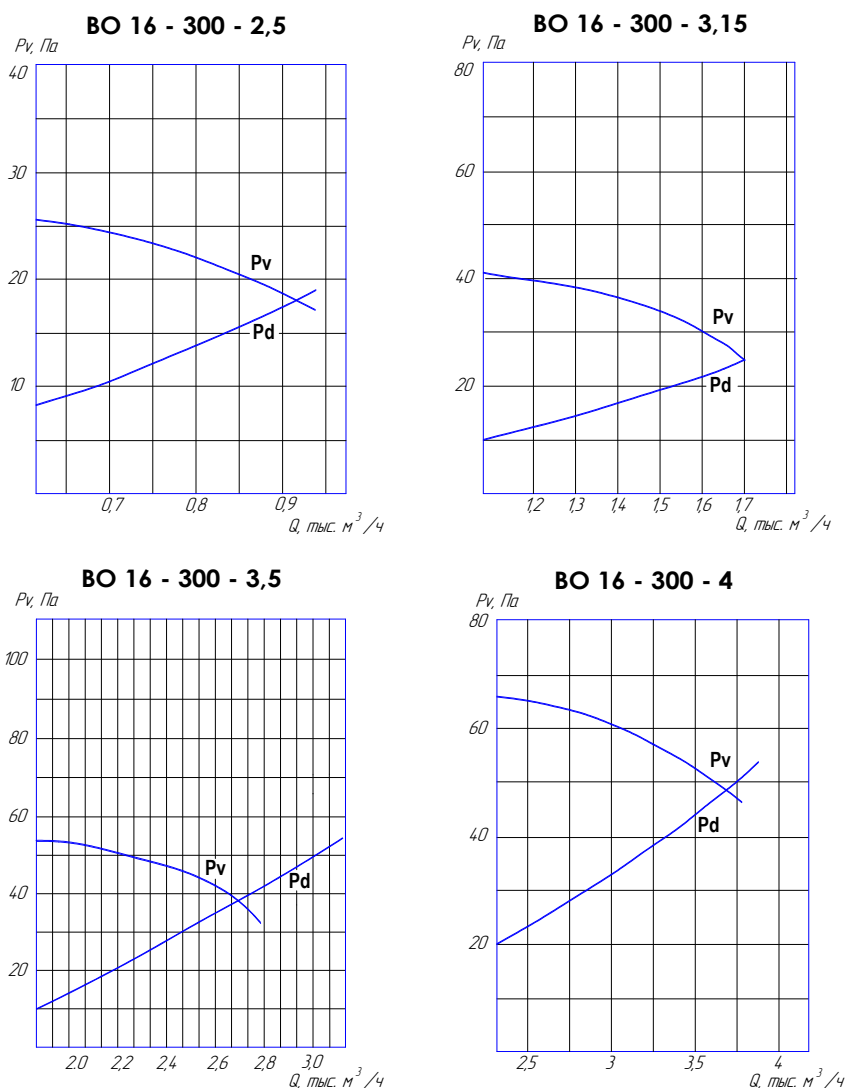 ВО 16 - 300 - 2,5
Pv, Па
40
30
20
10
Pv
Pd
0,7 0,8 0,9
Q, тыс. м³/ч
ВО 16 - 300 - 3,15
Pv, Па
80
60
40
20
Pv
Pd
1,2 1,3 1,4 1,5 1,6 1,7
Q, тыс. м³/ч
ВО 16 - 300 - 3,5
Pv, Па
100
80
60
40
20
Pv
Pd
2.0 2,2 2,4 2,6 2,8 3,0
Q, тыс. м³/ч
ВО 16 - 300 - 4
Pv, Па
80
60
40
20
Pv
Pd
2,5 3 3,5 4
Q, тыс. м³/ч